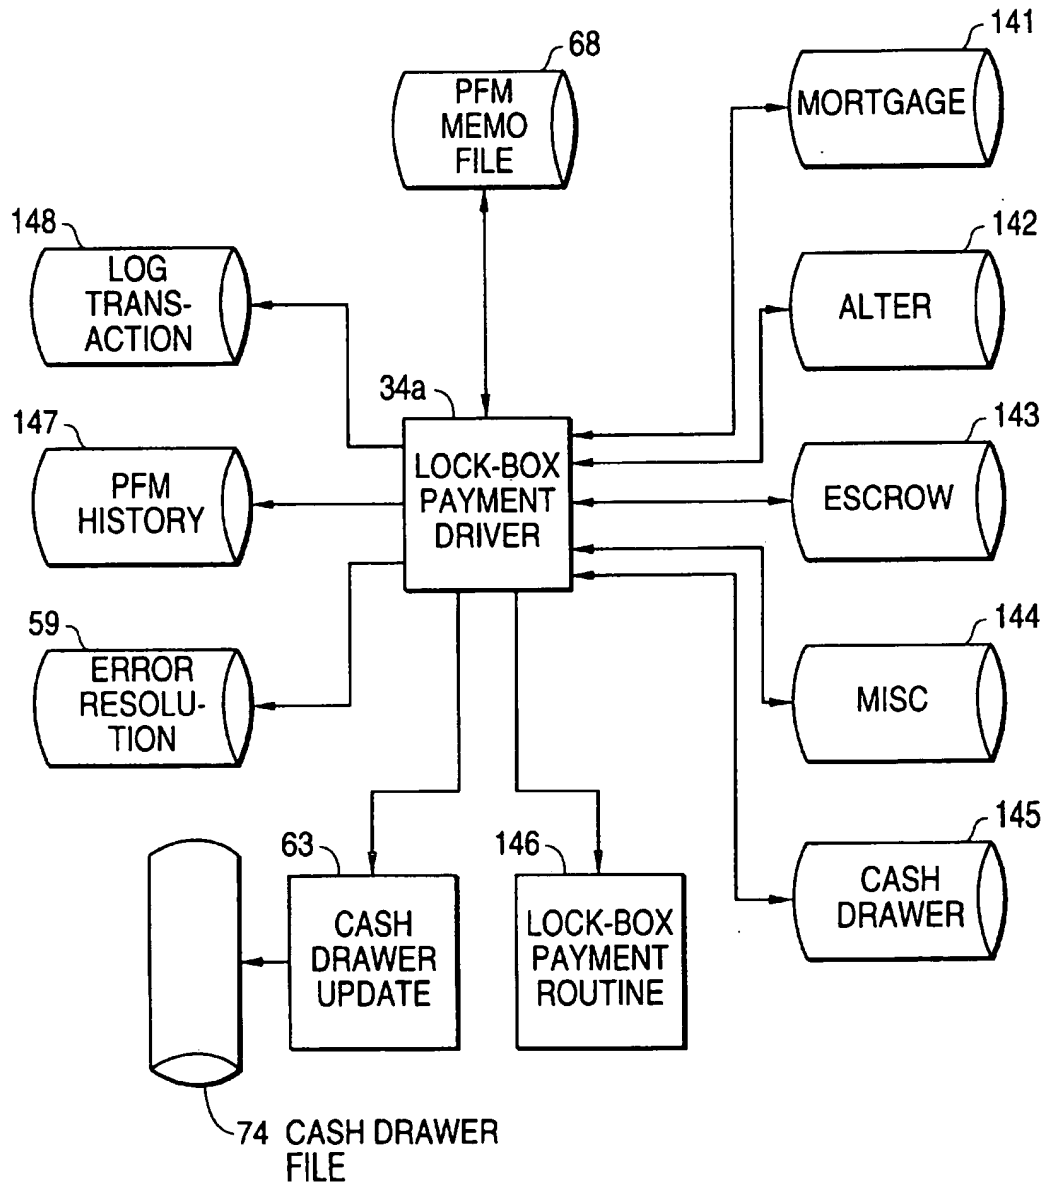 68
PFM
MEMO
FILE
141
MORTGAGE
148
LOG
TRANS-
ACTION
142
ALTER
34a
LOCK-BOX
PAYMENT
DRIVER
147
PFM
HISTORY
143
ESCROW
59
ERROR
RESOLU-
TION
144
MISC
63
CASH
DRAWER
UPDATE
146
LOCK-BOX
PAYMENT
ROUTINE
145
CASH
DRAWER
74 CASH DRAWER
FILE